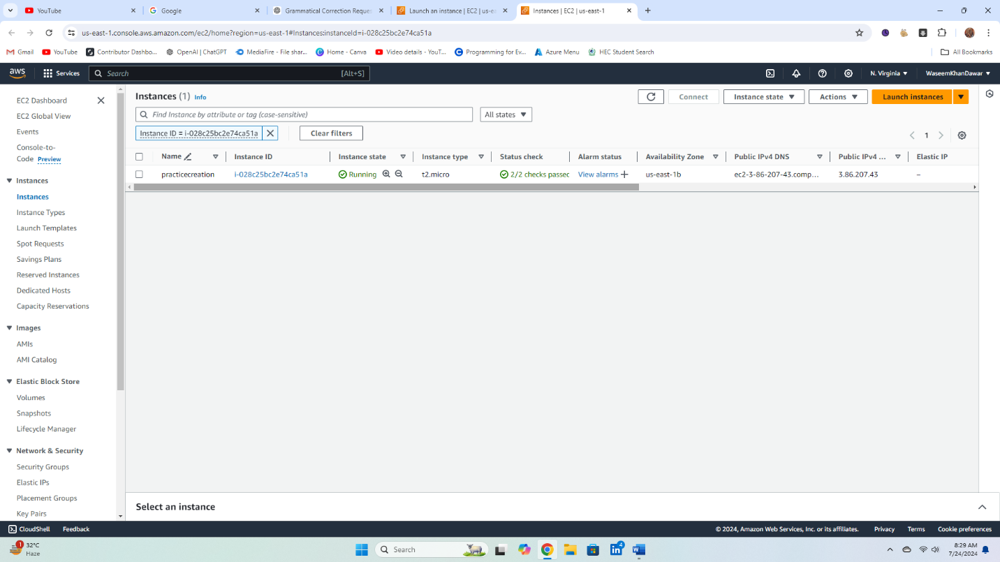 YouTube
Google
Grammatical Correction Reques
Launch an instance | EC2 | us-ea
Instances | EC2 | us-east-1
us-east-1.console.aws.amazon.com/ec2/home?region=us-east-1#Instances:instanceId=i-028c25bc2e74ca51a
Gmail YouTube Contributor Dashbo... OpenAI | ChatGPT MediaFire - File shar... Home - Canva Video details - YouT... Programming for Ev... Azure Menu HEC Student Search All Bookmarks
aws Services Search [Alt+S] N. Virginia WaseemKhanDawar
EC2 Dashboard
EC2 Global View
Events
Console-to-
Code Preview
Instances
Instances
Instance Types
Launch Templates
Spot Requests
Savings Plans
Reserved Instances
Dedicated Hosts
Capacity Reservations
Images
AMIs
AMI Catalog
Elastic Block Store
Volumes
Snapshots
Lifecycle Manager
Network & Security
Security Groups
Elastic IPs
Placement Groups
Key Pairs
Instances (1) Info
Connect Instance state Actions Launch instances
Find Instance by attribute or tag (case-sensitive) All states
Instance ID = i-028c25bc2e74ca51a Clear filters
1
Name Instance ID Instance state Instance type Status check Alarm status Availability Zone Public IPv4 DNS Public IPv4 ... Elastic IP
practicecreation i-028c25bc2e74ca51a Running t2.micro 2/2 checks passec View alarms + us-east-1b ec2-3-86-207-43.comp... 3.86.207.43 –
Select an instance
CloudShell Feedback © 2024, Amazon Web Services, Inc. or its affiliates. Privacy Terms Cookie preferences
1 32°C
Haze
Search
4
8:29 AM
7/24/2024